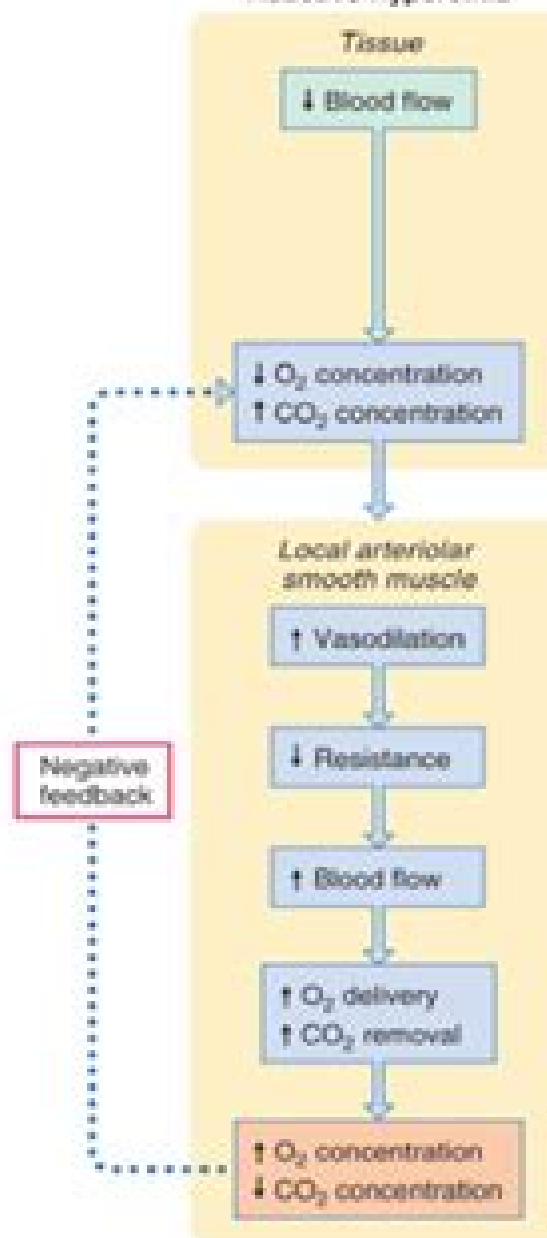 Tissue
↓ Blood flow
↓ O₂ concentration
↑ CO₂ concentration
Local arteriolar
smooth muscle
↑ Vasodilation
↓ Resistance
Negative
feedback
↑ Blood flow
↑ O₂ delivery
↑ CO₂ removal
↑ O₂ concentration
↓ CO₂ concentration